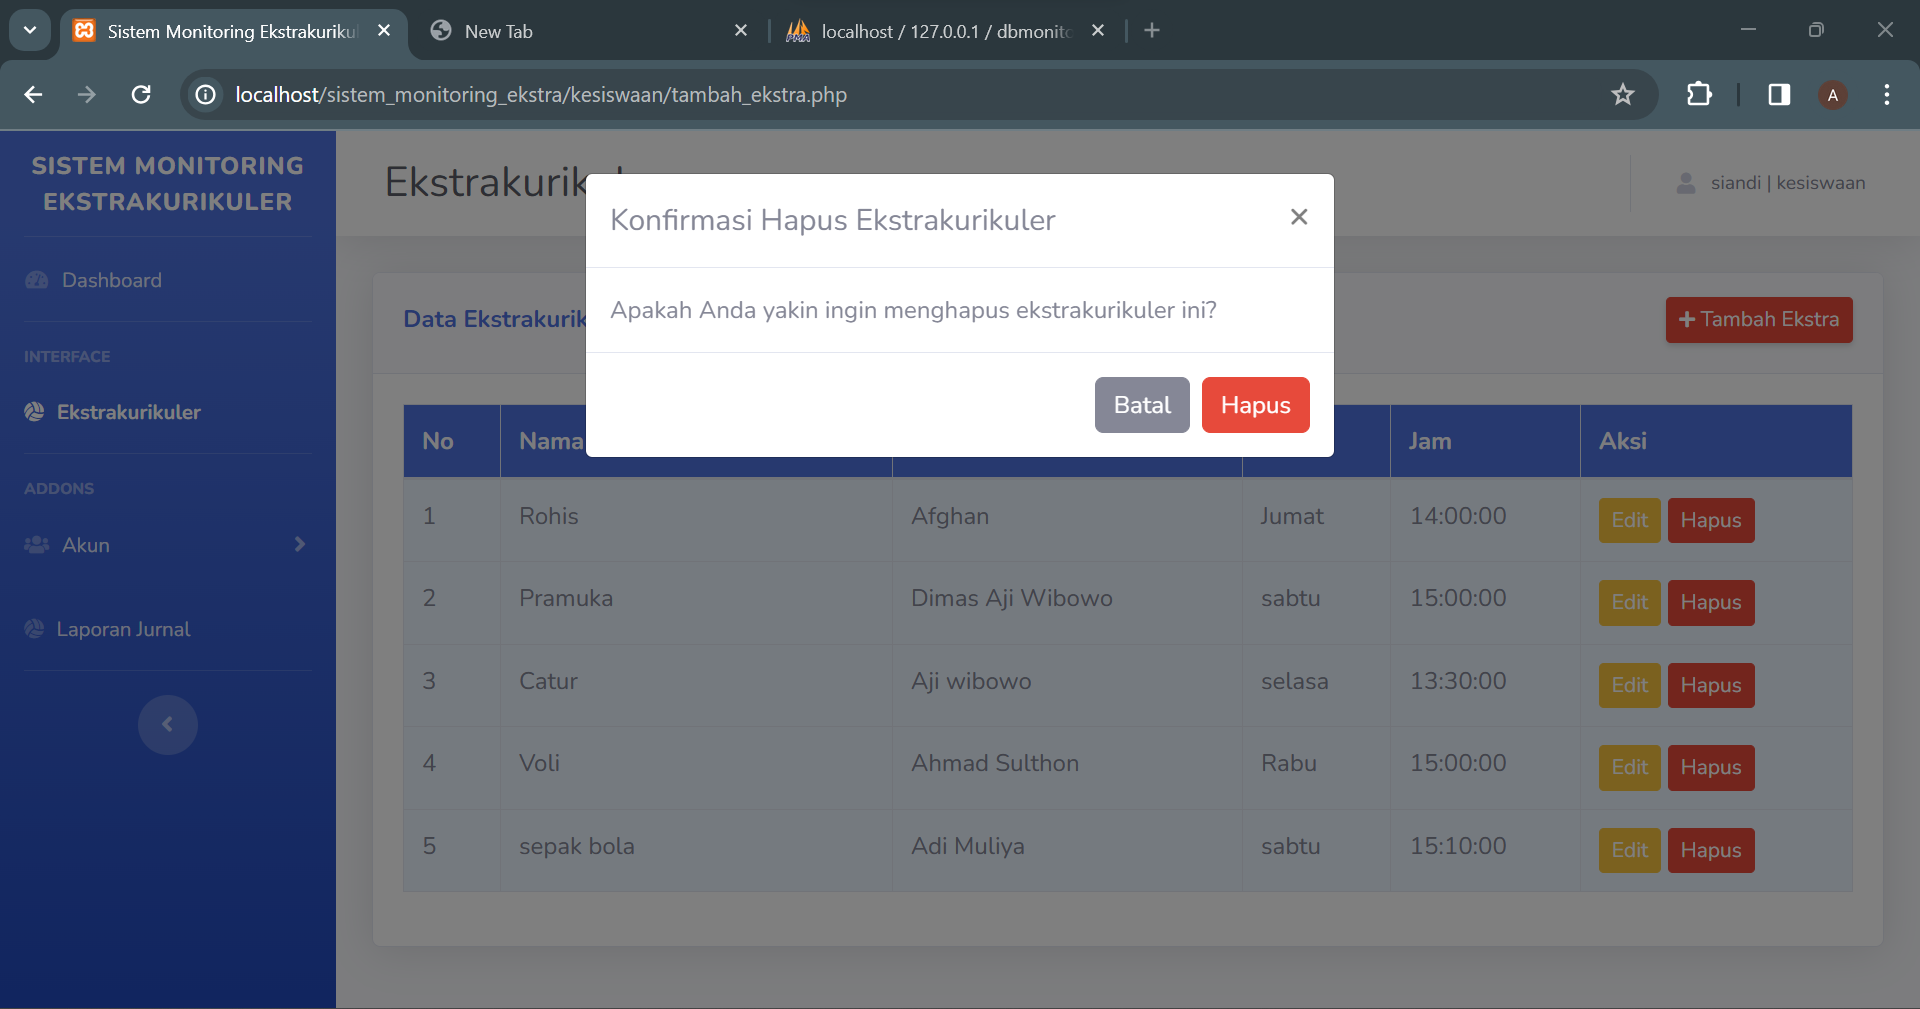 Sistem Monitoring Ekstrakuriku
New Tab
localhost / 127.0.0.1 / dbmonito
localhost/sistem_monitoring_ekstra/kesiswaan/tambah_ekstra.php
A
SISTEM MONITORING
EKSTRAKURIKULER
Dashboard
INTERFACE
Ekstrakurikuler
ADDONS
Akun
Laporan Jurnal
Ekstrakurik
siandi | kesiswaan
Konfirmasi Hapus Ekstrakurikuler
×
Apakah Anda yakin ingin menghapus ekstrakurikuler ini?
Batal Hapus
Data Ekstrakurik
+ Tambah Ekstra
No Nama Jam Aksi
1 Rohis Afghan Jumat 14:00:00 Edit Hapus
2 Pramuka Dimas Aji Wibowo sabtu 15:00:00 Edit Hapus
3 Catur Aji wibowo selasa 13:30:00 Edit Hapus
4 Voli Ahmad Sulthon Rabu 15:00:00 Edit Hapus
5 sepak bola Adi Muliya sabtu 15:10:00 Edit Hapus